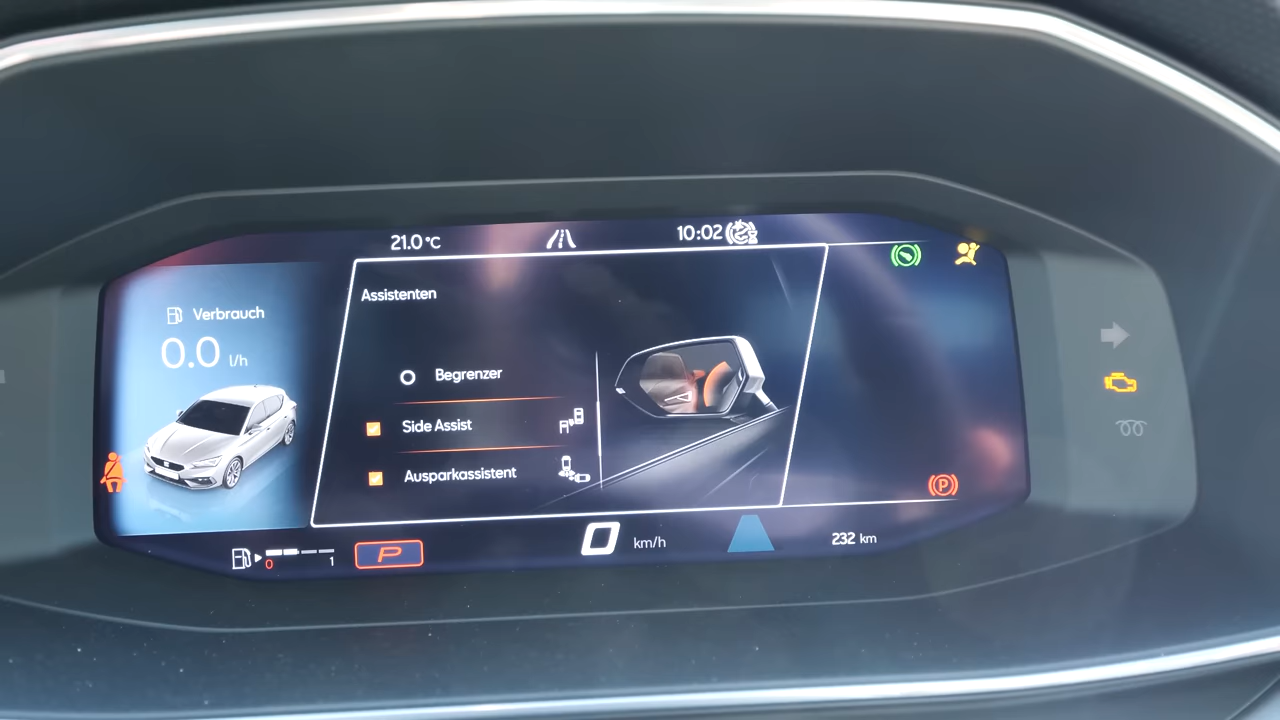 21.0 °C
10:02
Verbrauch
0.0 l/h
Assistenten
Begrenzer
Side Assist
Ausparkassistent
0 1
P
0 km/h
232 km
P